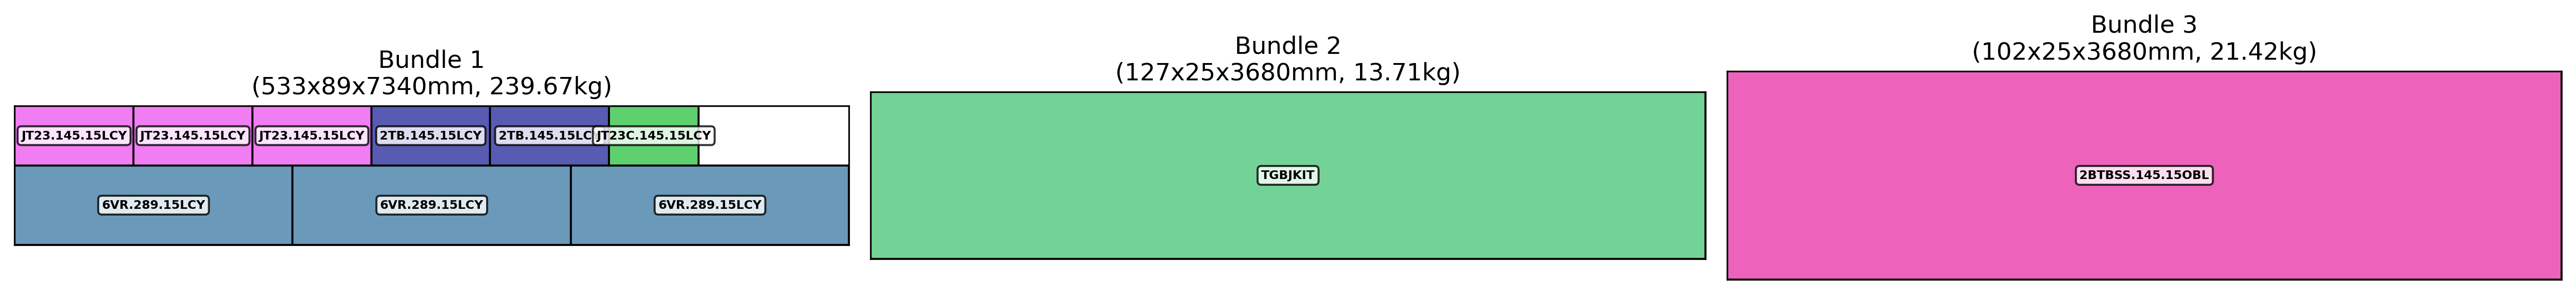 Bundle 1
(533x89x7340mm, 239.67kg)
JT23.145.15LCY JT23.145.15LCY JT23.145.15LCY 2TB.145.15LCY 2TB.145.15LC JT23C.145.15LCY
6VR.289.15LCY 6VR.289.15LCY 6VR.289.15LCY
Bundle 2
(127x25x3680mm, 13.71kg)
TGBJKIT
Bundle 3
(102x25x3680mm, 21.42kg)
2BTBSS.145.15OBL